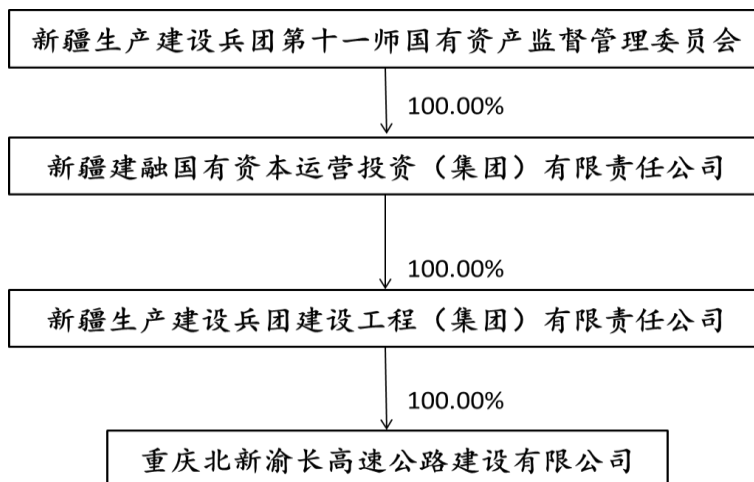 新疆生产建设兵团第十一师国有资产监督管理委员会
100.00%
新疆建融国有资本运营投资（集团）有限责任公司
100.00%
新疆生产建设兵团建设工程（集团）有限责任公司
100.00%
重庆北新渝长高速公路建设有限公司